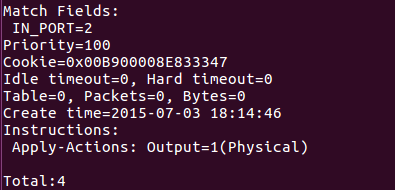 Match Fields:
IN_PORT=2
Priority=100
Cookie=0x00B900008E833347
Idle timeout=0, Hard timeout=0
Table=0, Packets=0, Bytes=0
Create time=2015-07-03 18:14:46
Instructions:
Apply-Actions: Output=1(Physical)
Total:4